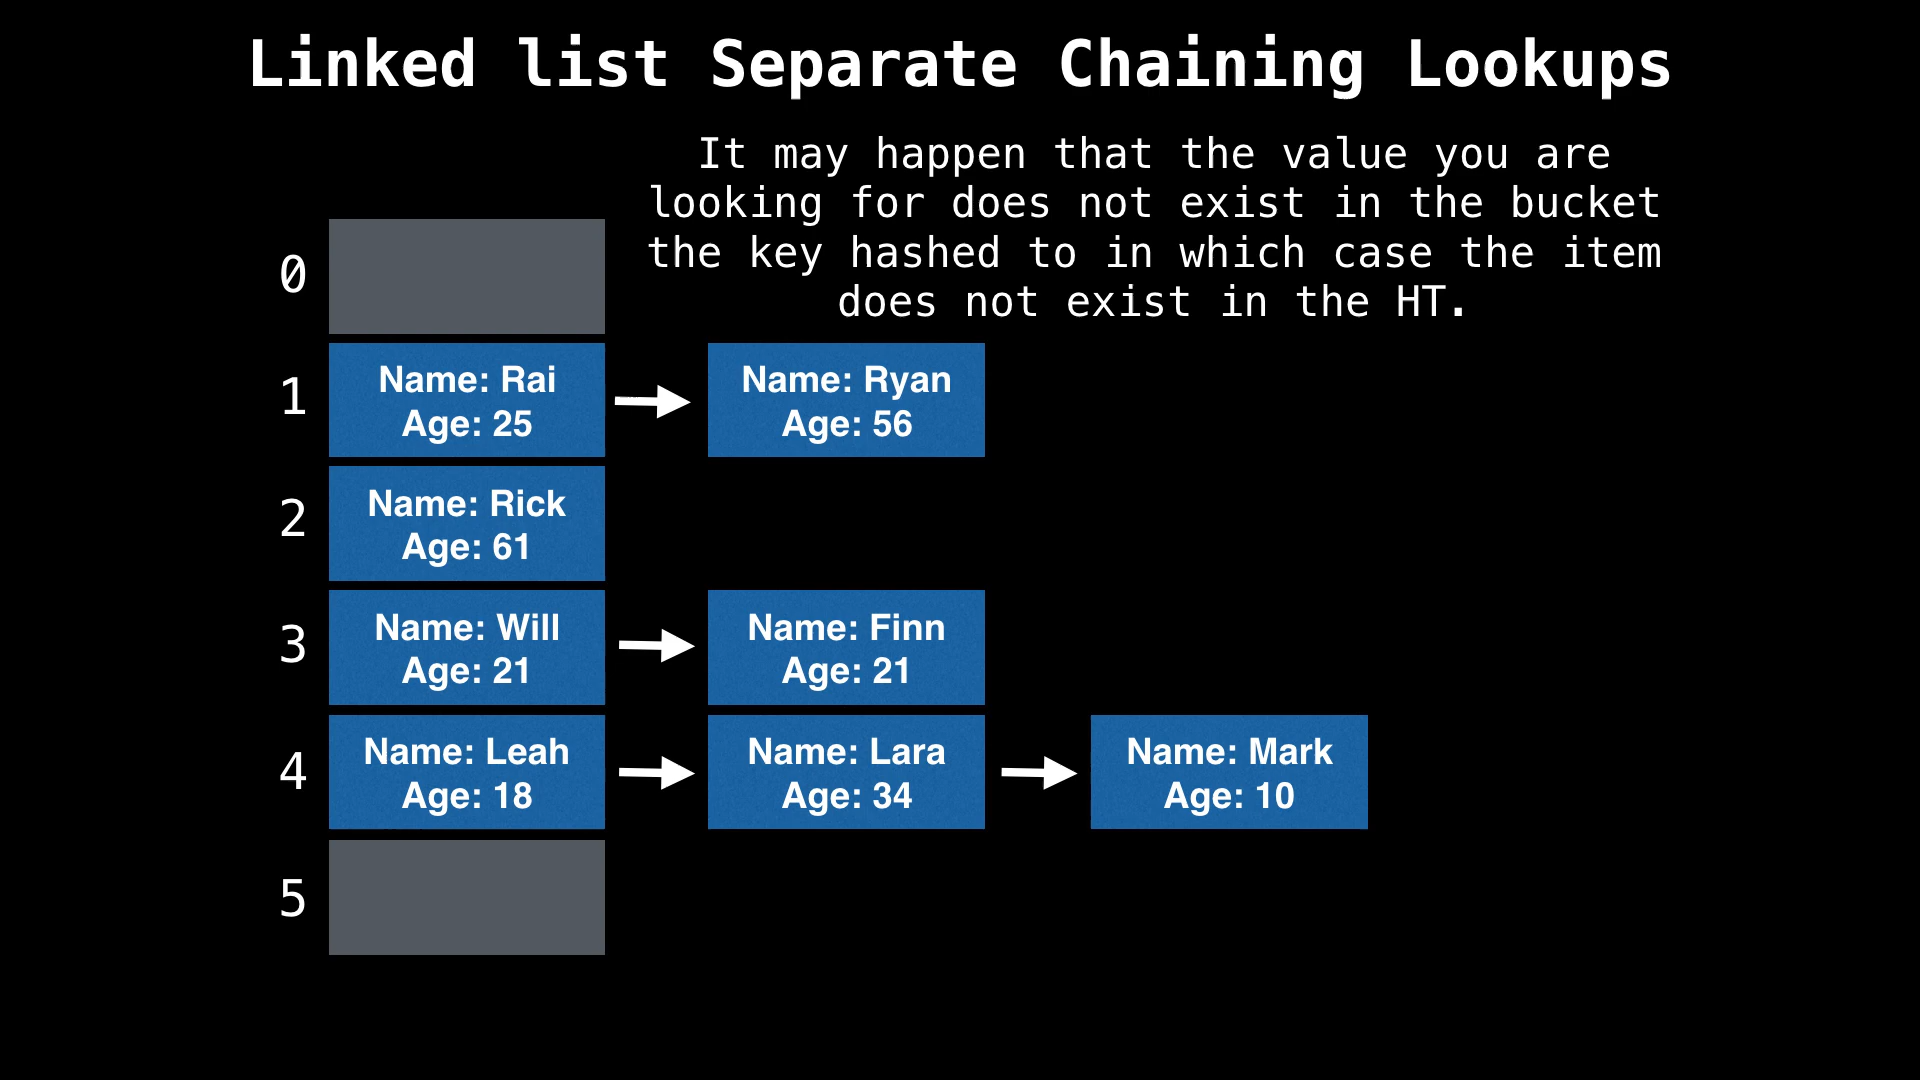 Linked list Separate Chaining Lookups
It may happen that the value you are
looking for does not exist in the bucket
the key hashed to in which case the item
does not exist in the HT.
0
1
Name: Rai
Age: 25
Name: Ryan
Age: 56
2
Name: Rick
Age: 61
3
Name: Will
Age: 21
Name: Finn
Age: 21
4
Name: Leah
Age: 18
Name: Lara
Age: 34
Name: Mark
Age: 10
5